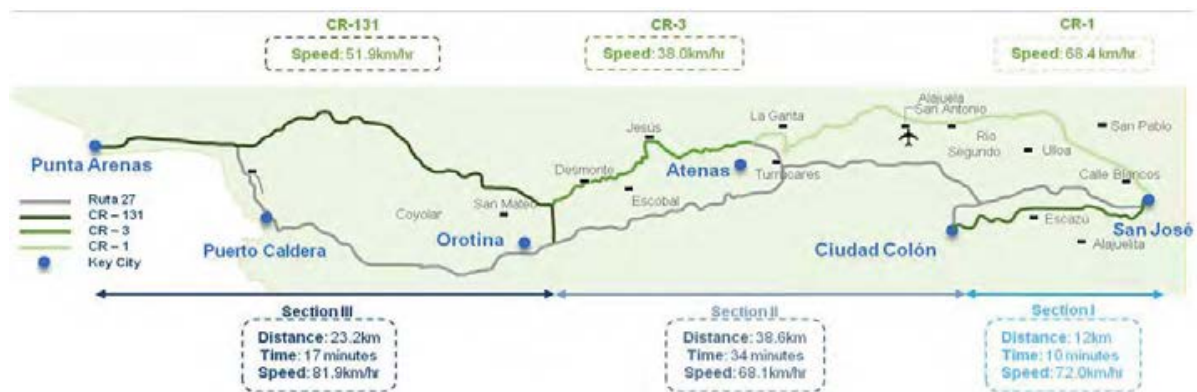 CR-131
Speed: 51.9km/hr
CR-3
Speed: 38.0km/hr
CR-1
Speed: 68.4 km/hr
Alajuela
San Antonio
La Garita
Jesús
San Pablo
Rio
Segundo
Ulloa
Punta Arenas
Desmonte
Atenas
Turrucares
Calle Blancos
Escobal
Ruta 27
CR – 131
CR – 3
CR – 1
Key City
San Mateo
Coyolar
Puerto Caldera
Orotina
Ciudad Colón
Escazú
Alajuelita
San José
Section III
Distance: 23.2km
Time: 17 minutes
Speed: 81.9km/hr
Section II
Distance: 38.6km
Time: 34 minutes
Speed: 68.1km/hr
Section I
Distance: 12km
Time: 10 minutes
Speed: 72.0km/hr